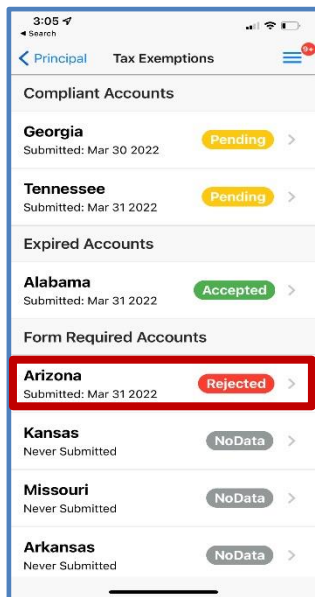 3:05
Search
Principal Tax Exemptions
9+
Compliant Accounts
Georgia
Submitted: Mar 30 2022
Pending
Tennessee
Submitted: Mar 31 2022
Pending
Expired Accounts
Alabama
Submitted: Mar 31 2022
Accepted
Form Required Accounts
Arizona
Submitted: Mar 31 2022
Rejected
Kansas
Never Submitted
NoData
Missouri
Never Submitted
NoData
Arkansas
Never Submitted
NoData